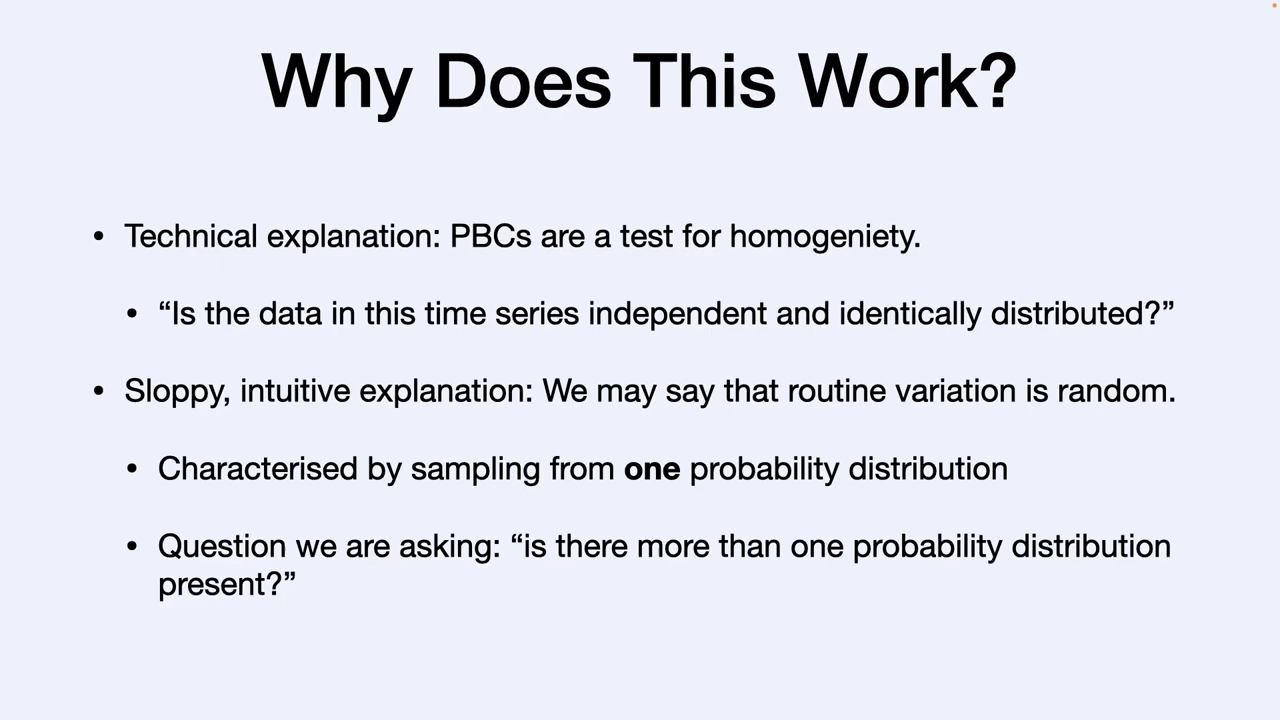 Why Does This Work?
• Technical explanation: PBCs are a test for homogeniety.
• “Is the data in this time series independent and identically distributed?”
• Sloppy, intuitive explanation: We may say that routine variation is random.
• Characterised by sampling from one probability distribution
• Question we are asking: “is there more than one probability distribution
present?”